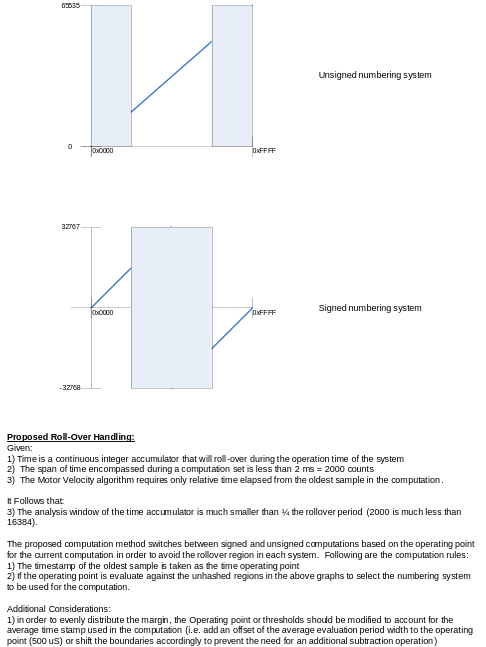 65535
Unsigned numbering system
0
0x0000
0xFFFF
32767
0x0000
0xFFFF
Signed numbering system
-32768
Proposed Roll-Over Handling:
Given:
1) Time is a continuous integer accumulator that will roll-over during the operation time of the system
2) The span of time encompassed during a computation set is less than 2 ms = 2000 counts
3) The Motor Velocity algorithm requires only relative time elapsed from the oldest sample in the computation.
It Follows that:
3) The analysis window of the time accumulator is much smaller than ¼ the rollover period (2000 is much less than
16384).
The proposed computation method switches between signed and unsigned computations based on the operating point
for the current computation in order to avoid the rollover region in each system. Following are the computation rules:
1) The timestamp of the oldest sample is taken as the time operating point
2) If the operating point is evaluate against the unhashed regions in the above graphs to select the numbering system
to be used for the computation.
Additional Considerations:
1) in order to evenly distribute the margin, the Operating point or thresholds should be modified to account for the
average time stamp used in the computation (i.e. add an offset of the average evaluation period width to the operating
point (500 uS) or shift the boundaries accordingly to prevent the need for an additional subtraction operation)